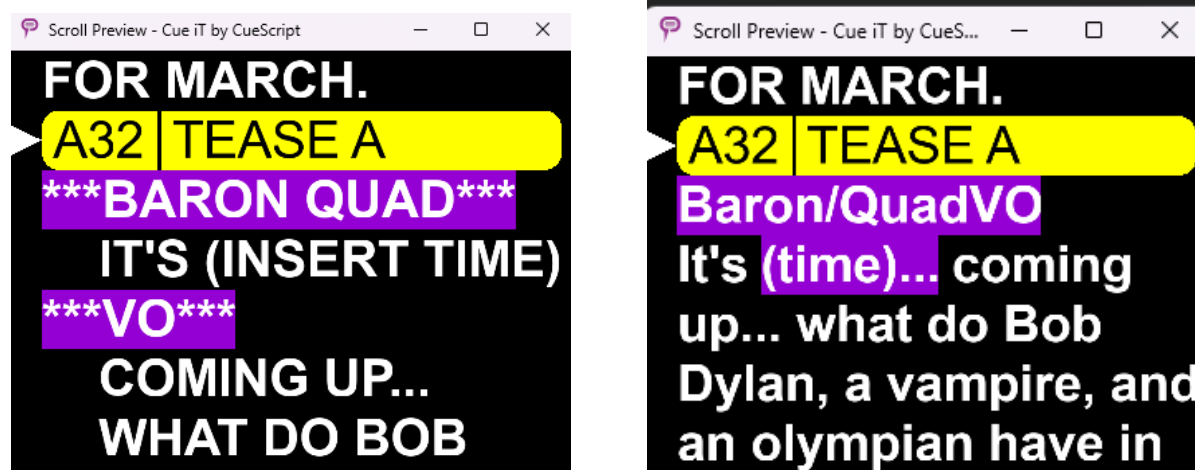 Scroll Preview - Cue iT by CueScript
FOR MARCH.
A32 TEASE A
***BARON QUAD***
IT'S (INSERT TIME)
***VO***
COMING UP...
WHAT DO BOB
Scroll Preview - Cue iT by CueS...
FOR MARCH.
A32 TEASE A
Baron/QuadVO
It's (time)... coming
up... what do Bob
Dylan, a vampire, and
an olympian have in